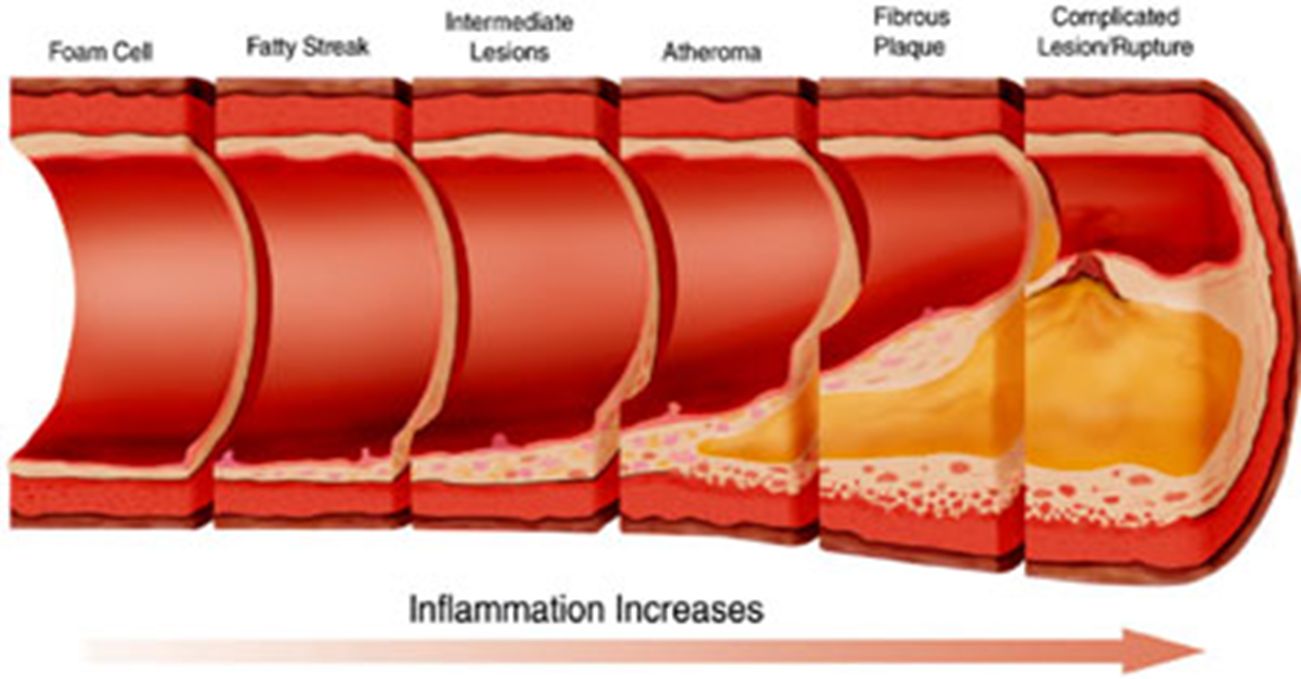 Foam Cell
Fatty Streak
Intermediate
Lesions
Atheroma
Fibrous
Plaque
Complicated
Lesion/Rupture
Inflammation Increases